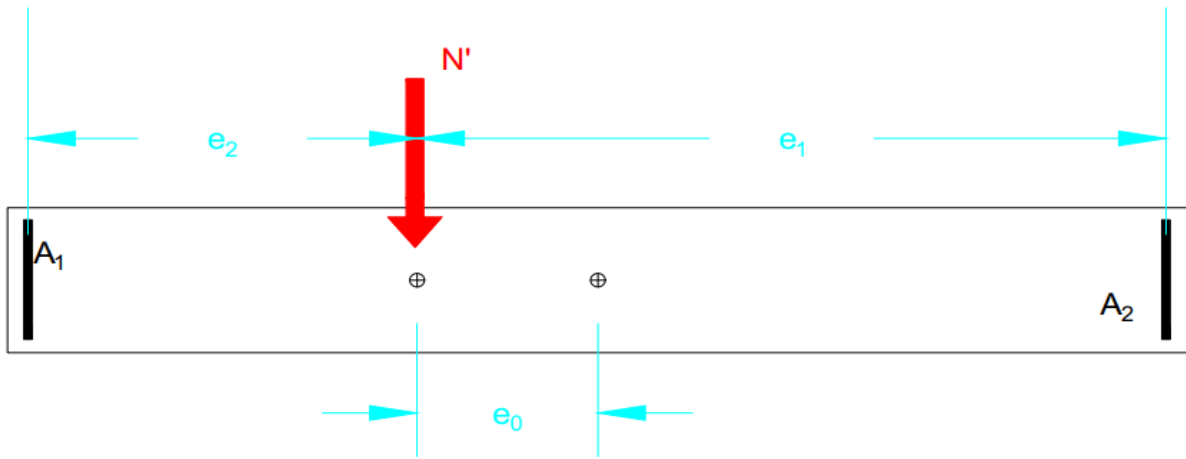 N'
e₂
e₁
A₁
A₂
e₀